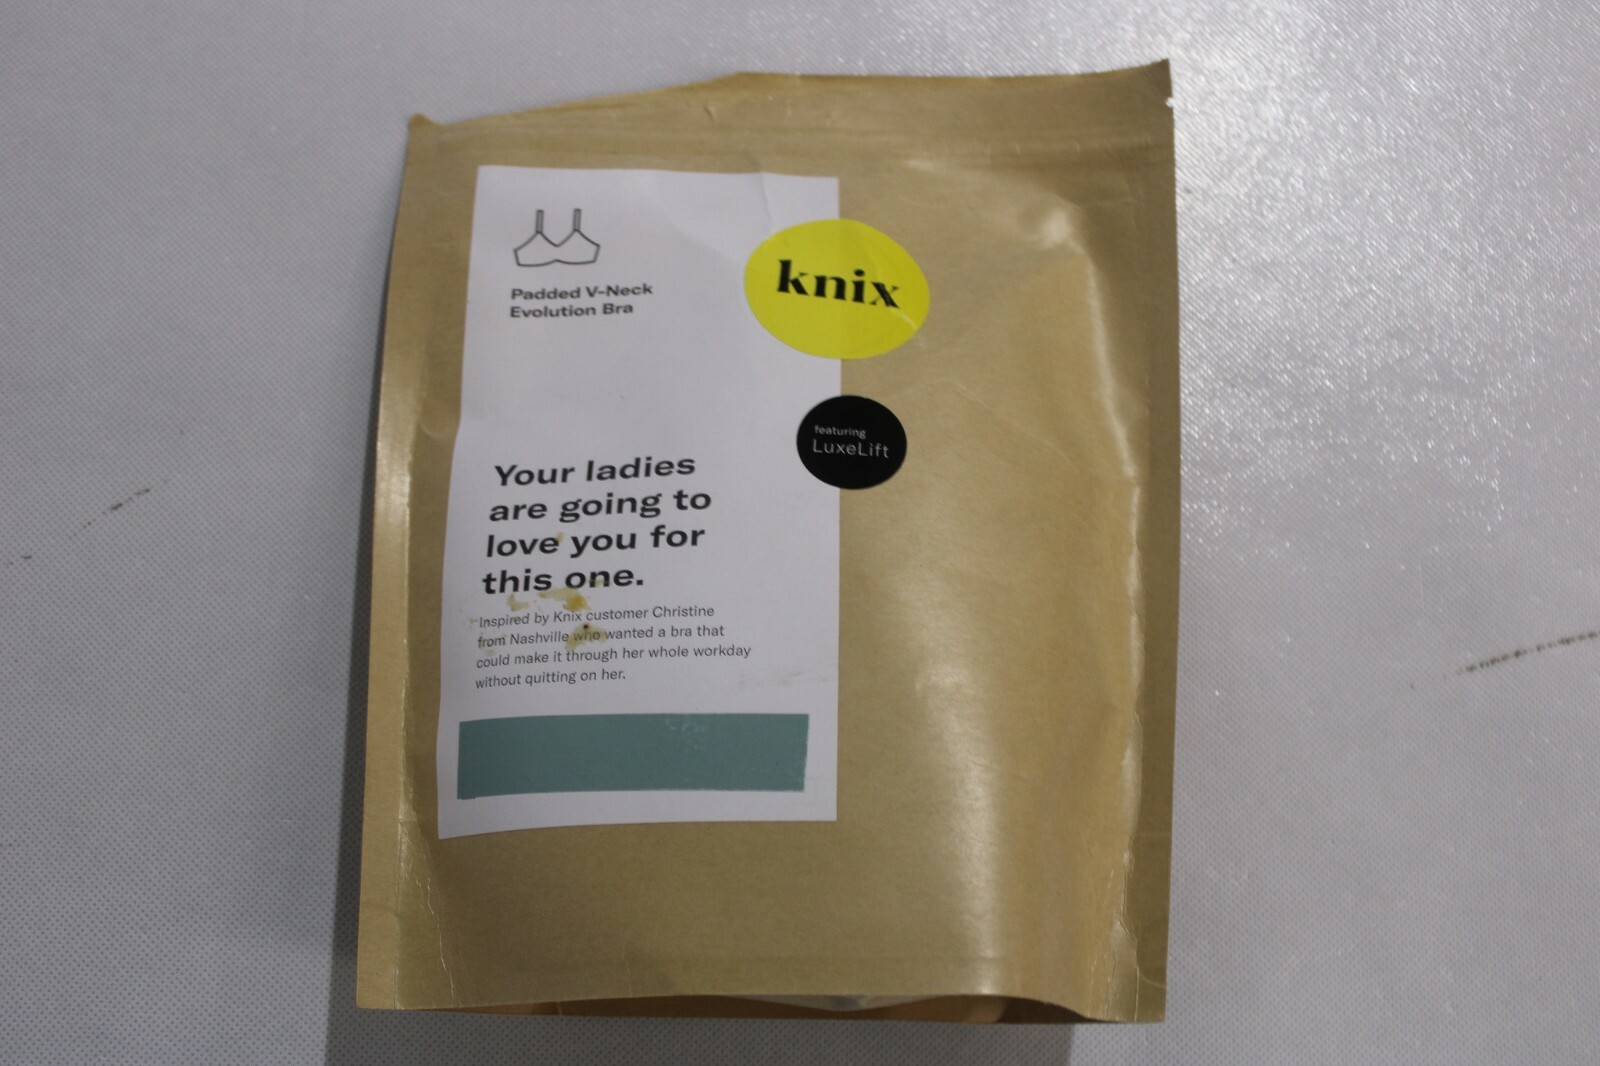 Padded V-Neck
Evolution Bra
knix
featuring
LuxeLift
Your ladies
are going to
love you for
this one.
Inspired by Knix customer Christine
from Nashville who wanted a bra that
could make it through her whole workday
without quitting on her.